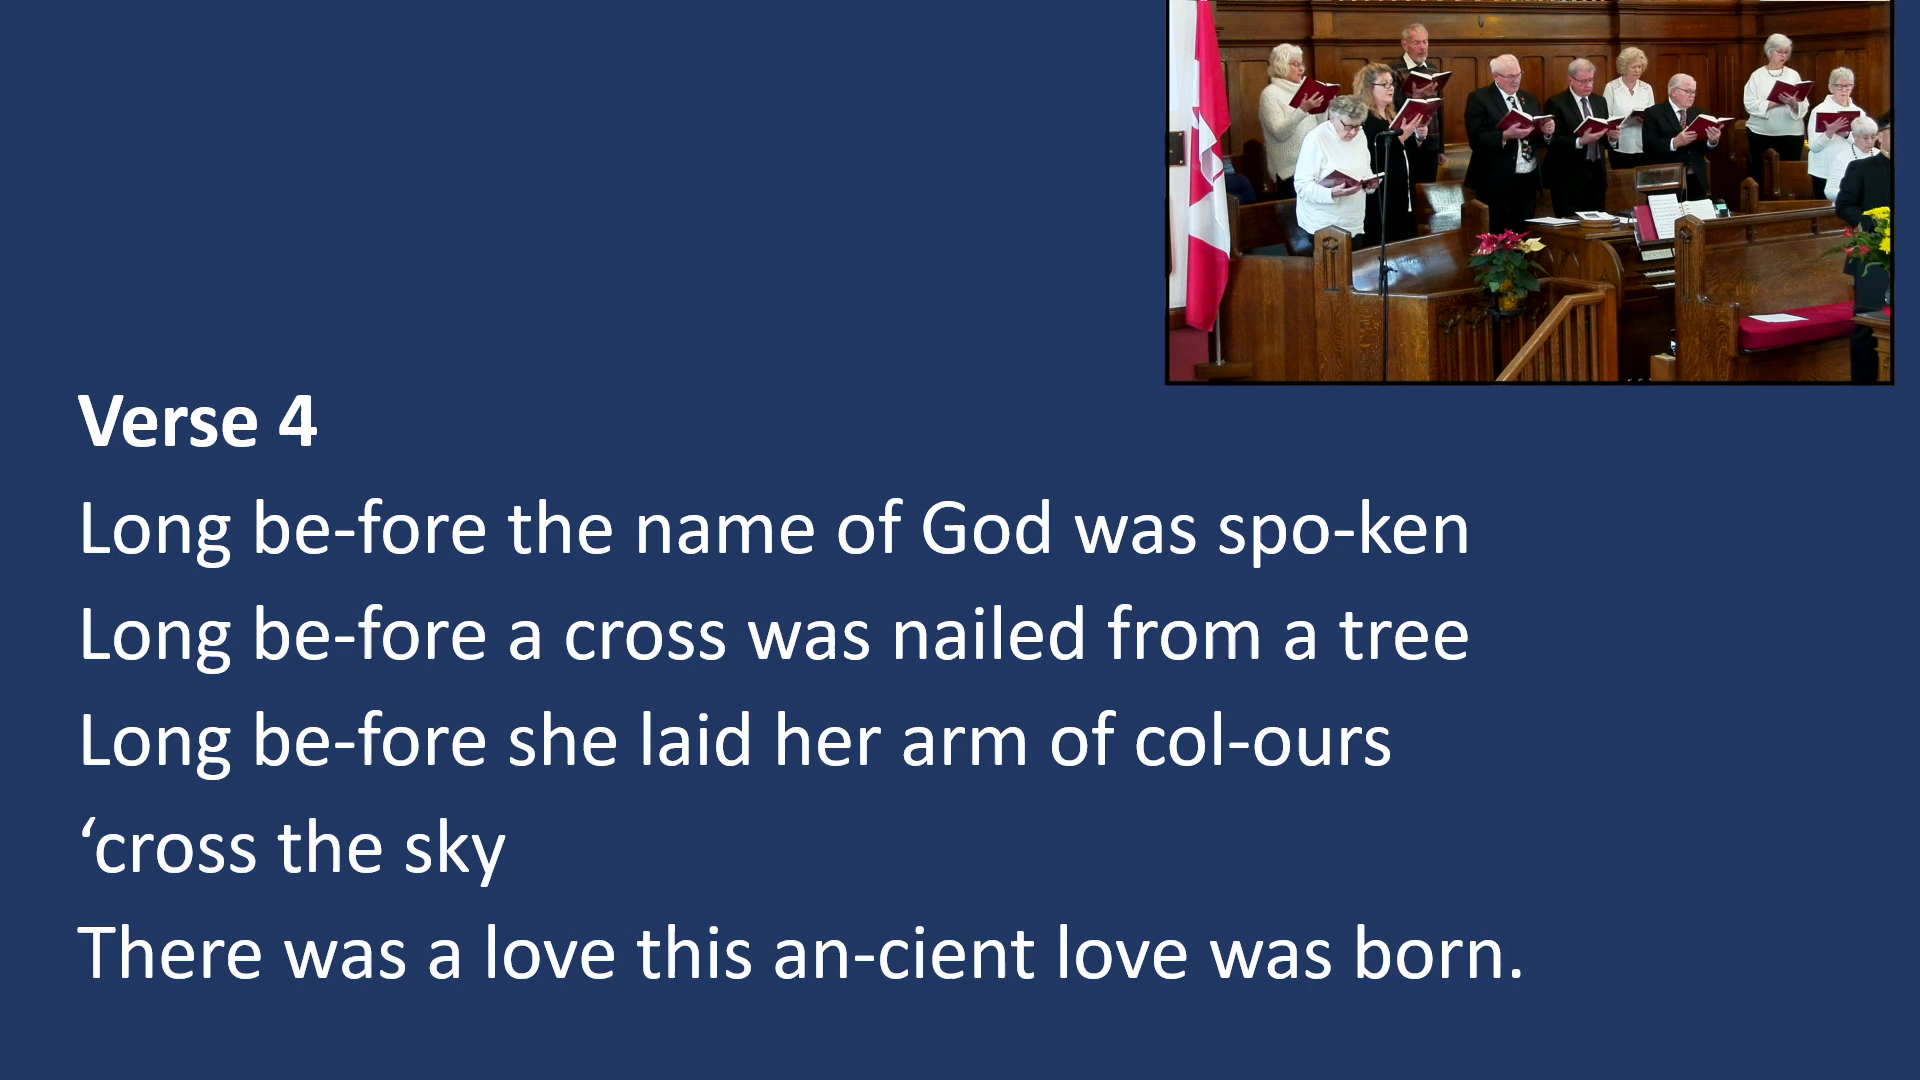 Verse 4
Long be-fore the name of God was spo-ken
Long be-fore a cross was nailed from a tree
Long be-fore she laid her arm of col-ours
‘cross the sky
There was a love this an-cient love was born.